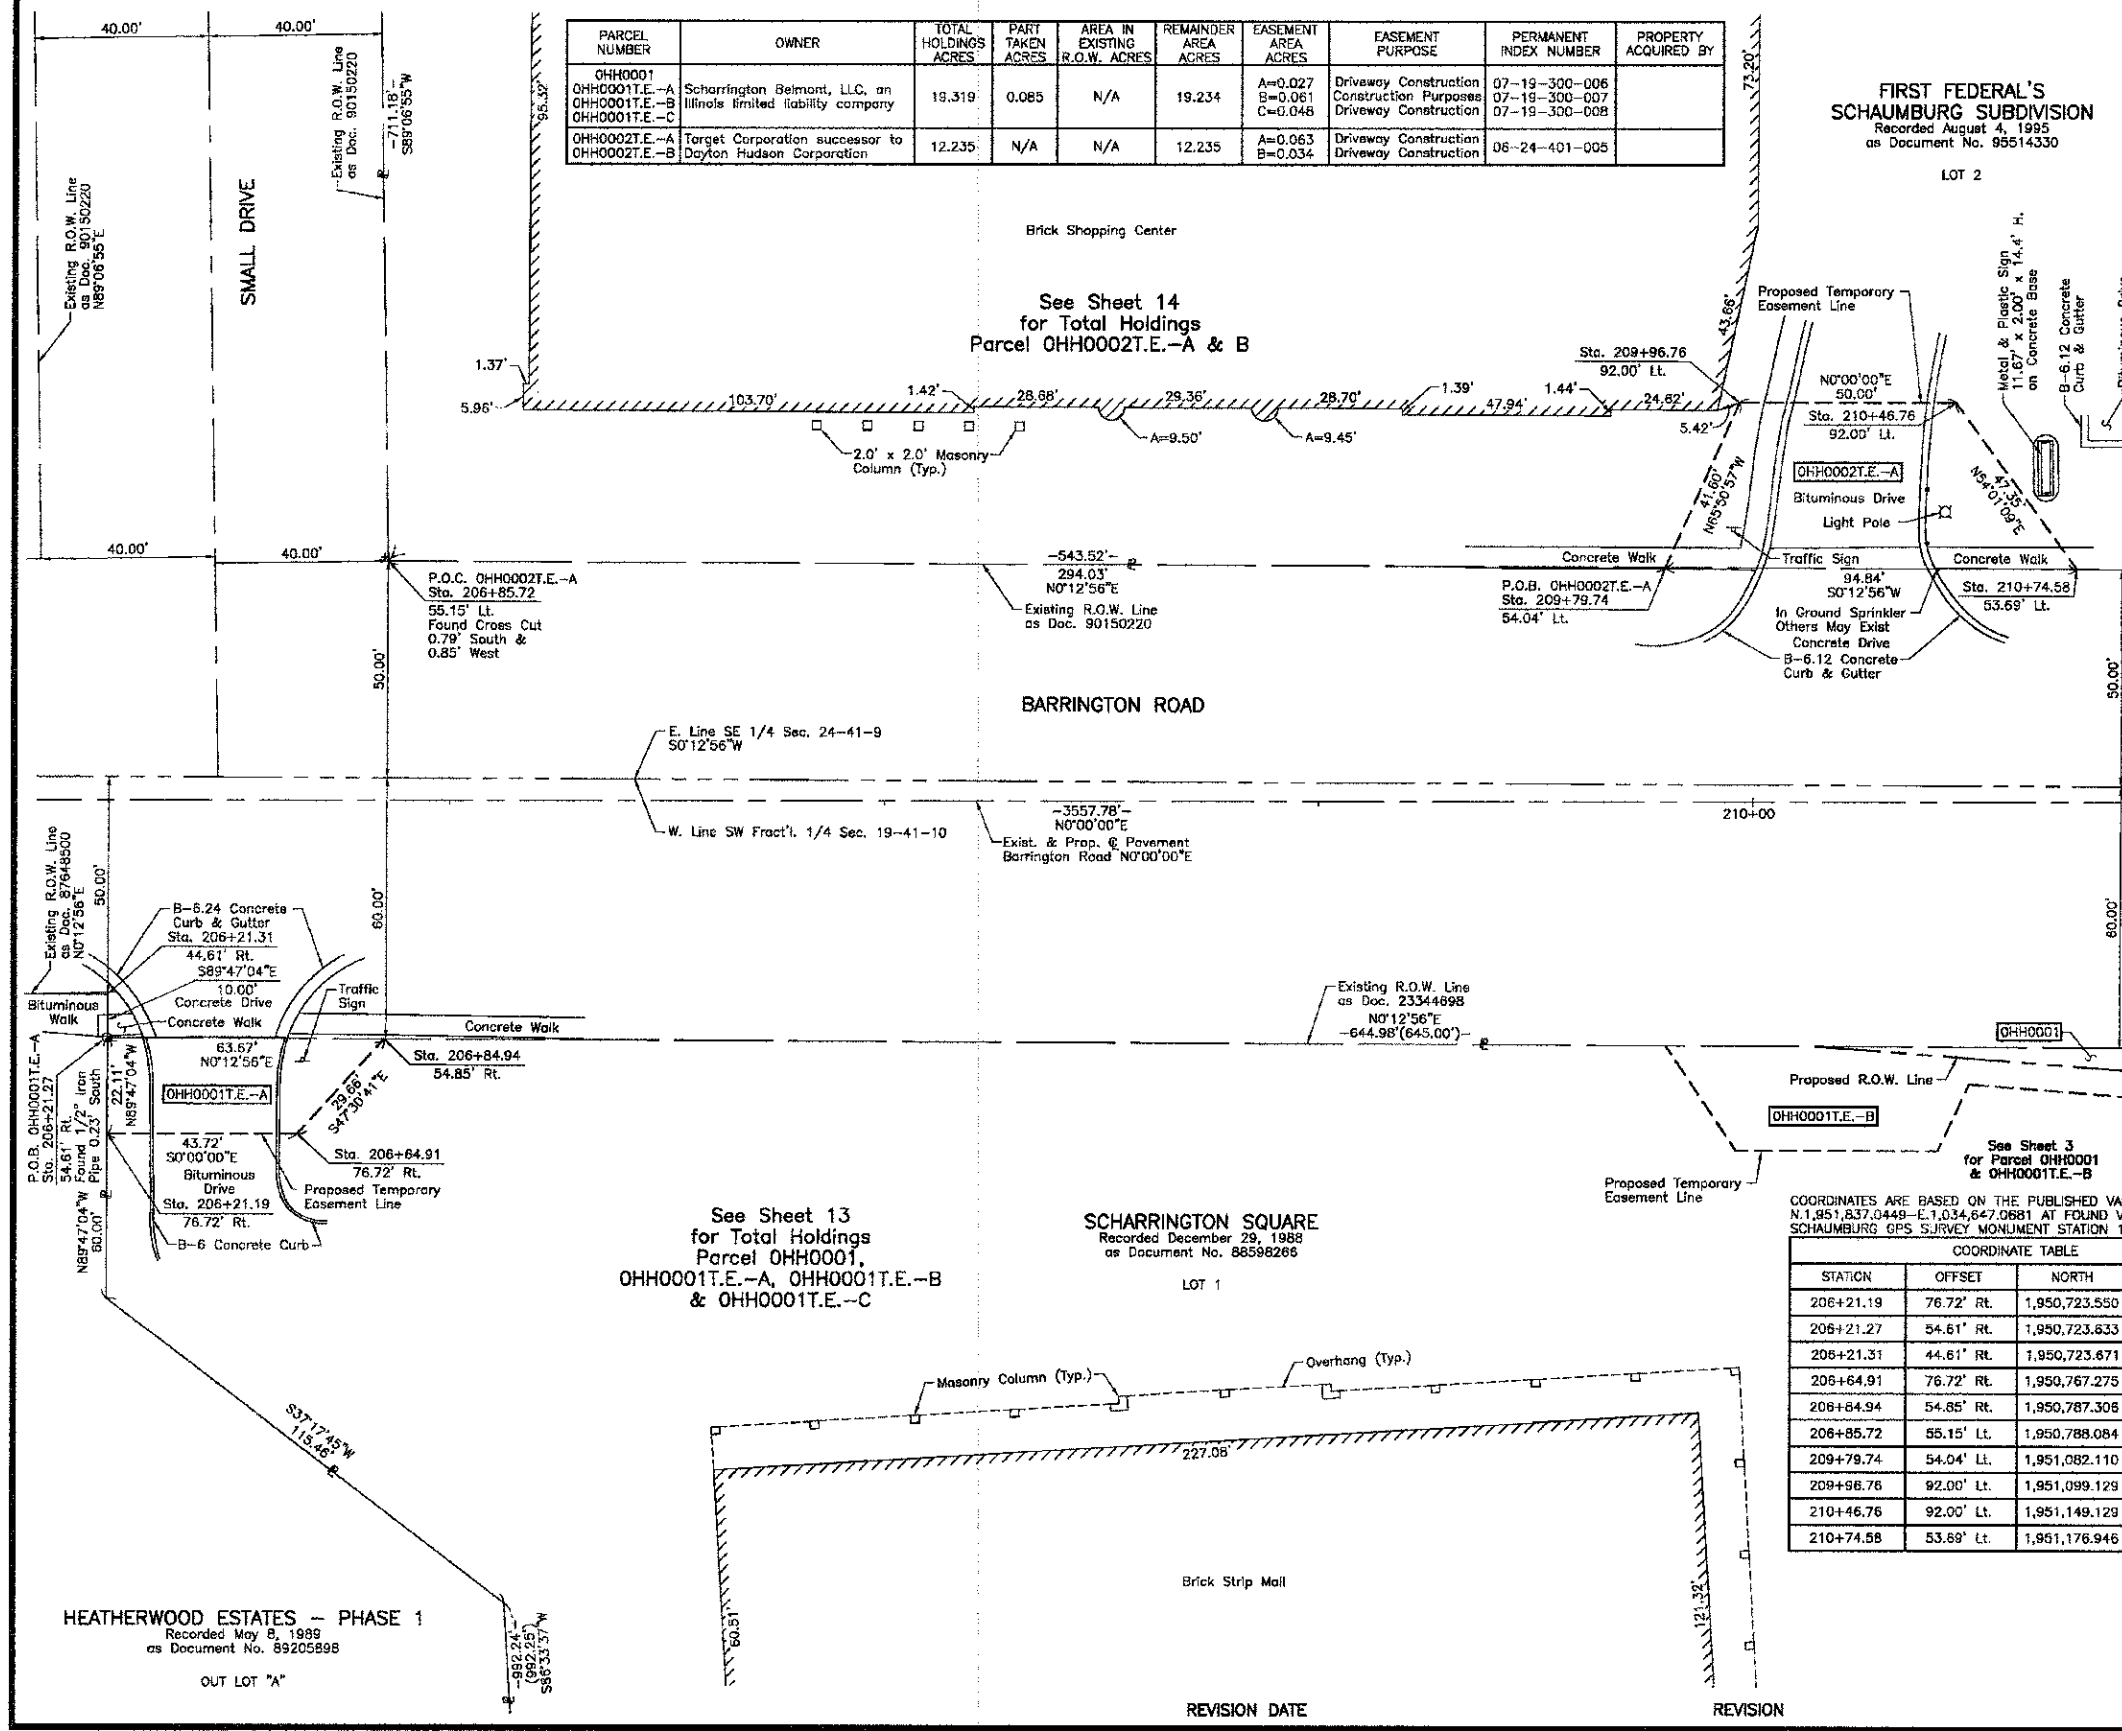 40.00'
40.00'
Existing R.O.W. Line
as Doc. 90150220
-711.18'-
S89°06'55"W
Existing R.O.W. Line
as Doc. 90150220
N89°06'55"E
SMALL DRIVE
PARCEL NUMBER
OWNER
TOTAL HOLDINGS ACRES
PART TAKEN ACRES
AREA IN EXISTING R.O.W. ACRES
REMAINDER AREA ACRES
EASEMENT AREA ACRES
EASEMENT PURPOSE
PERMANENT INDEX NUMBER
PROPERTY ACQUIRED BY
0HH0001
0HH0001T.E.-A
0HH0001T.E.-B
0HH0001T.E.-C
Scharrington Belmont, LLC, an
Illinois limited liability company
19.319
0.085
N/A
19.234
A=0.027
B=0.061
C=0.048
Driveway Construction
Construction Purposes
Driveway Construction
07-19-300-006
07-19-300-007
07-19-300-008
0HH0002T.E.-A
0HH0002T.E.-B
Target Corporation successor to
Dayton Hudson Corporation
12.235
N/A
N/A
12.235
A=0.063
B=0.034
Driveway Construction
Driveway Construction
06-24-401-005
95.32'
73.20'
FIRST FEDERAL'S
SCHAUMBURG SUBDIVISION
Recorded August 4, 1995
as Document No. 95514330
LOT 2
Brick Shopping Center
See Sheet 14
for Total Holdings
Parcel 0HH0002T.E.-A & B
Metal & Plastic Sign
11.67' x 2.00' x 14.4' H.
on Concrete Base
B-6.12 Concrete
Curb & Gutter
Proposed Temporary
Easement Line
43.66'
Sta. 209+96.76
92.00' Lt.
N0°00'00"E
50.00'
Sta. 210+46.76
92.00' Lt.
1.37'
5.96'
103.70'
1.42'
28.68'
29.36'
28.70'
1.39'
47.94'
1.44'
24.62'
5.42'
A=9.50'
A=9.45'
2.0' x 2.0' Masonry
Column (Typ.)
41.60'
N65°50'57"W
0HH0002T.E.-A
Bituminous Drive
Light Pole
47.35'
N54°01'09"E
40.00'
40.00'
P.O.C. 0HH0002T.E.-A
Sta. 206+85.72
55.15' Lt.
Found Cross Cut
0.79' South &
0.85' West
-543.52'-
294.03'
N0°12'56"E
Existing R.O.W. Line
as Doc. 90150220
Concrete Walk
Traffic Sign
Concrete Walk
P.O.B. 0HH0002T.E.-A
Sta. 209+79.74
54.04' Lt.
94.84'
S0°12'56"W
Sta. 210+74.58
53.69' Lt.
In Ground Sprinkler
Others May Exist
Concrete Drive
B-6.12 Concrete
Curb & Gutter
50.00'
50.00'
BARRINGTON ROAD
E. Line SE 1/4 Sec. 24-41-9
S0°12'56"W
W. Line SW Fract'l. 1/4 Sec. 19-41-10
-3557.78'-
N0°00'00"E
Exist. & Prop. ℄ Pavement
Barrington Road N0°00'00"E
210+00
Existing R.O.W. Line
as Doc. 87648500
N0°12'56"E
50.00'
60.00'
60.00'
B-6.24 Concrete
Curb & Gutter
Sta. 206+21.31
44.61' Rt.
S89°47'04"E
10.00'
Concrete Drive
Concrete Walk
Bituminous
Walk
Traffic
Sign
Concrete Walk
63.67'
N0°12'56"E
Sta. 206+84.94
54.85' Rt.
Existing R.O.W. Line
as Doc. 23344698
N0°12'56"E
-644.98'(645.00')-
0HH0001
P.O.B. 0HH0001T.E.-A
Sta. 206+21.27
54.61' Rt.
Found 1/2" Iron
Pipe 0.23' South
22.11'
N89°47'04"W
0HH0001T.E.-A
29.66'
S47°30'41"E
43.72'
S0°00'00"E
Bituminous
Drive
Sta. 206+21.19
76.72' Rt.
Sta. 206+64.91
76.72' Rt.
Proposed Temporary
Easement Line
B-6 Concrete Curb
N89°47'04"W
60.00'
Proposed R.O.W. Line
0HH0001T.E.-B
See Sheet 3
for Parcel 0HH0001
& 0HH0001T.E.-B
Proposed Temporary
Easement Line
See Sheet 13
for Total Holdings
Parcel 0HH0001,
0HH0001T.E.-A, 0HH0001T.E.-B
& 0HH0001T.E.-C
SCHARRINGTON SQUARE
Recorded December 29, 1988
as Document No. 88598266
LOT 1
COORDINATES ARE BASED ON THE PUBLISHED
N.1,951,837.0449-E.1,034,647.0681 AT FOUND
SCHAUMBURG GPS SURVEY MONUMENT STATION
COORDINATE TABLE
STATION OFFSET NORTH
206+21.19 76.72' Rt. 1,950,723.550
206+21.27 54.61' Rt. 1,950,723.633
206+21.31 44.61' Rt. 1,950,723.671
206+64.91 76.72' Rt. 1,950,767.275
206+84.94 54.85' Rt. 1,950,787.306
206+85.72 55.15' Lt. 1,950,788.084
209+79.74 54.04' Lt. 1,951,082.110
209+96.76 92.00' Lt. 1,951,099.129
210+46.76 92.00' Lt. 1,951,149.129
210+74.58 53.69' Lt. 1,951,176.946
Masonry Column (Typ.)
Overhang (Typ.)
227.08'
60.51'
121.32'
Brick Strip Mall
S37°17'45"W
115.46'
-992.24'-
(992.25')
S86°33'37"W
HEATHERWOOD ESTATES - PHASE 1
Recorded May 8, 1989
as Document No. 89205898
OUT LOT "A"
REVISION DATE
REVISION